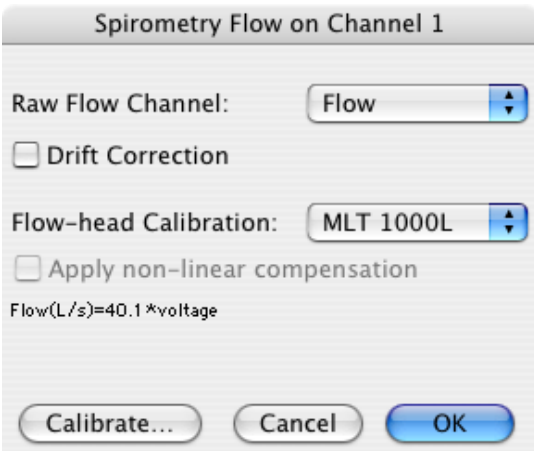 Spirometry Flow on Channel 1
Raw Flow Channel: Flow
Drift Correction
Flow-head Calibration: MLT 1000L
Apply non-linear compensation
Flow(L/s)=40.1*voltage
Calibrate... Cancel OK